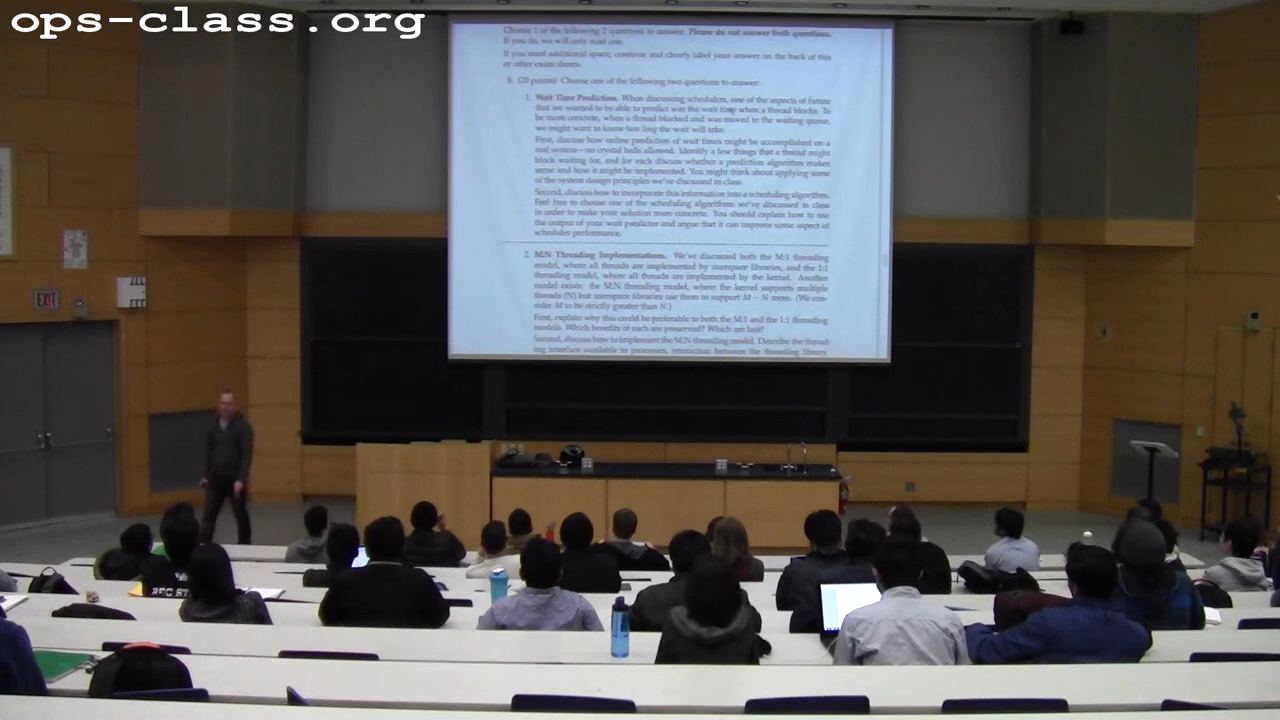 ops-class.org
Choose 1 of the following 2 questions to answer. Please do not answer both questions.
If you do, we will only read one.
If you need additional space, continue and clearly label your answer on the back of this
or other exam sheets.
8. (20 points) Choose one of the following two questions to answer:
1. Wait Time Prediction. When discussing schedulers, one of the aspects of future
that we wanted to be able to predict was the wait time when a thread blocks. To
be more concrete, when a thread blocked and was moved to the waiting queue,
we might want to know how long the wait will take.
First, discuss how online prediction of wait times might be accomplished on a
real system—no crystal balls allowed. Identify a few things that a thread might
block waiting for, and for each discuss whether a prediction algorithm makes
sense and how it might be implemented. You might think about applying some
of the system design principles we've discussed in class.
Second, discuss how to incorporate this information into a scheduling algorithm.
Feel free to choose one of the scheduling algorithms we've discussed in class
in order to make your solution more concrete. You should explain how to use
the output of your wait predictor and argue that it can improve some aspect of
scheduler performance.
2. M:N Threading Implementations. We've discussed both the M:1 threading
model, where all threads are implemented by userspace libraries, and the 1:1
threading model, where all threads are implemented by the kernel. Another
model exists: the M:N threading model, where the kernel supports multiple
threads (N) but userspace libraries use them to support M − N more. (We con-
sider M to be strictly greater than N.)
First, explain why this could be preferable to both the M:1 and the 1:1 threading
models. Which benefits of each are preserved? Which are lost?
Second, discuss how to implement the M:N threading model. Describe the thread-
ing interface available to processes, interaction between the threading library
EXIT